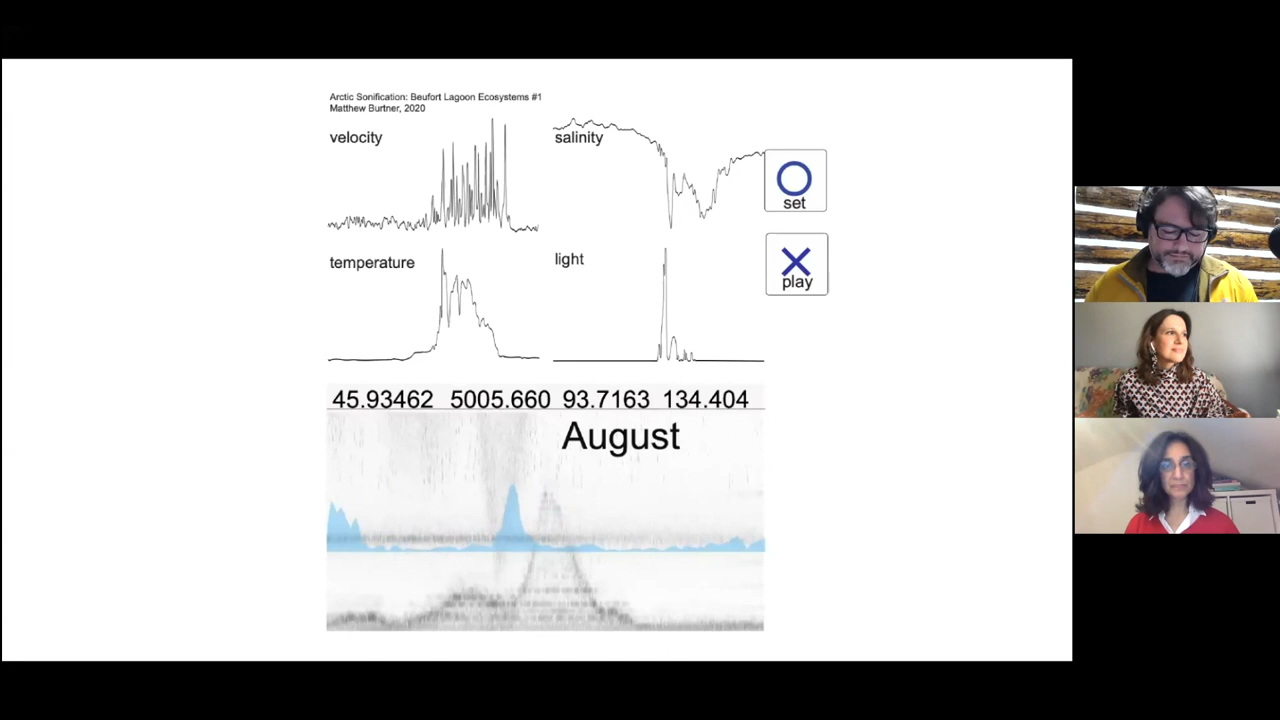 Arctic Sonification: Beufort Lagoon Ecosystems #1
Matthew Burtner, 2020
velocity
salinity
set
temperature
light
play
45.93462 5005.660 93.7163 134.404
August